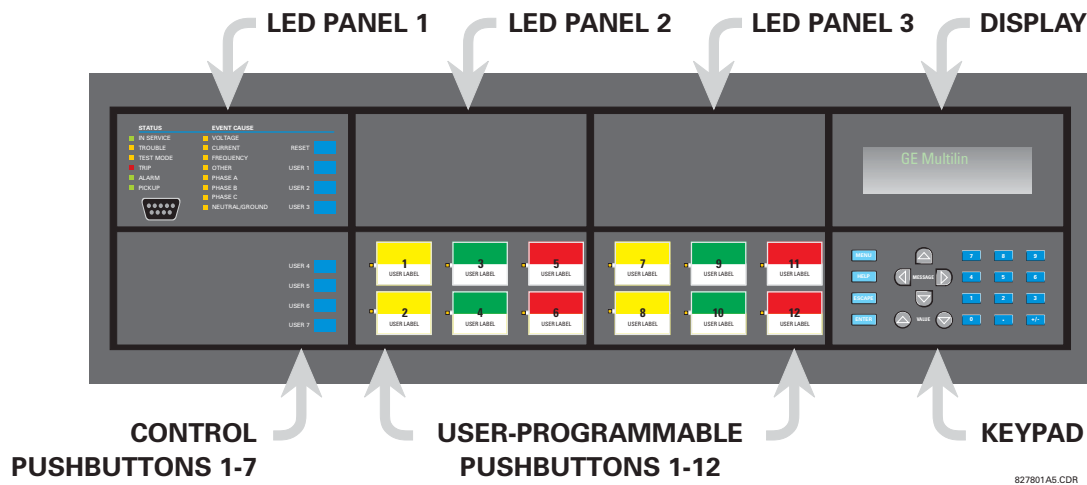 LED PANEL 1
LED PANEL 2
LED PANEL 3
DISPLAY
STATUS
EVENT CAUSE
IN SERVICE
VOLTAGE
TROUBLE
CURRENT
RESET
TEST MODE
FREQUENCY
TRIP
OTHER
USER 1
ALARM
PHASE A
PICKUP
PHASE B
USER 2
PHASE C
NEUTRAL/GROUND
USER 3
GE Multilin
USER 4
USER 5
USER 6
USER 7
1
USER LABEL
3
USER LABEL
5
USER LABEL
2
USER LABEL
4
USER LABEL
6
USER LABEL
7
USER LABEL
9
USER LABEL
11
USER LABEL
8
USER LABEL
10
USER LABEL
12
USER LABEL
MENU
7 8 9
HELP
MESSAGE
4 5 6
ESCAPE
1 2 3
ENTER
VALUE
0 . +/-
CONTROL
PUSHBUTTONS 1-7
USER-PROGRAMMABLE
PUSHBUTTONS 1-12
KEYPAD
827801A5.CDR